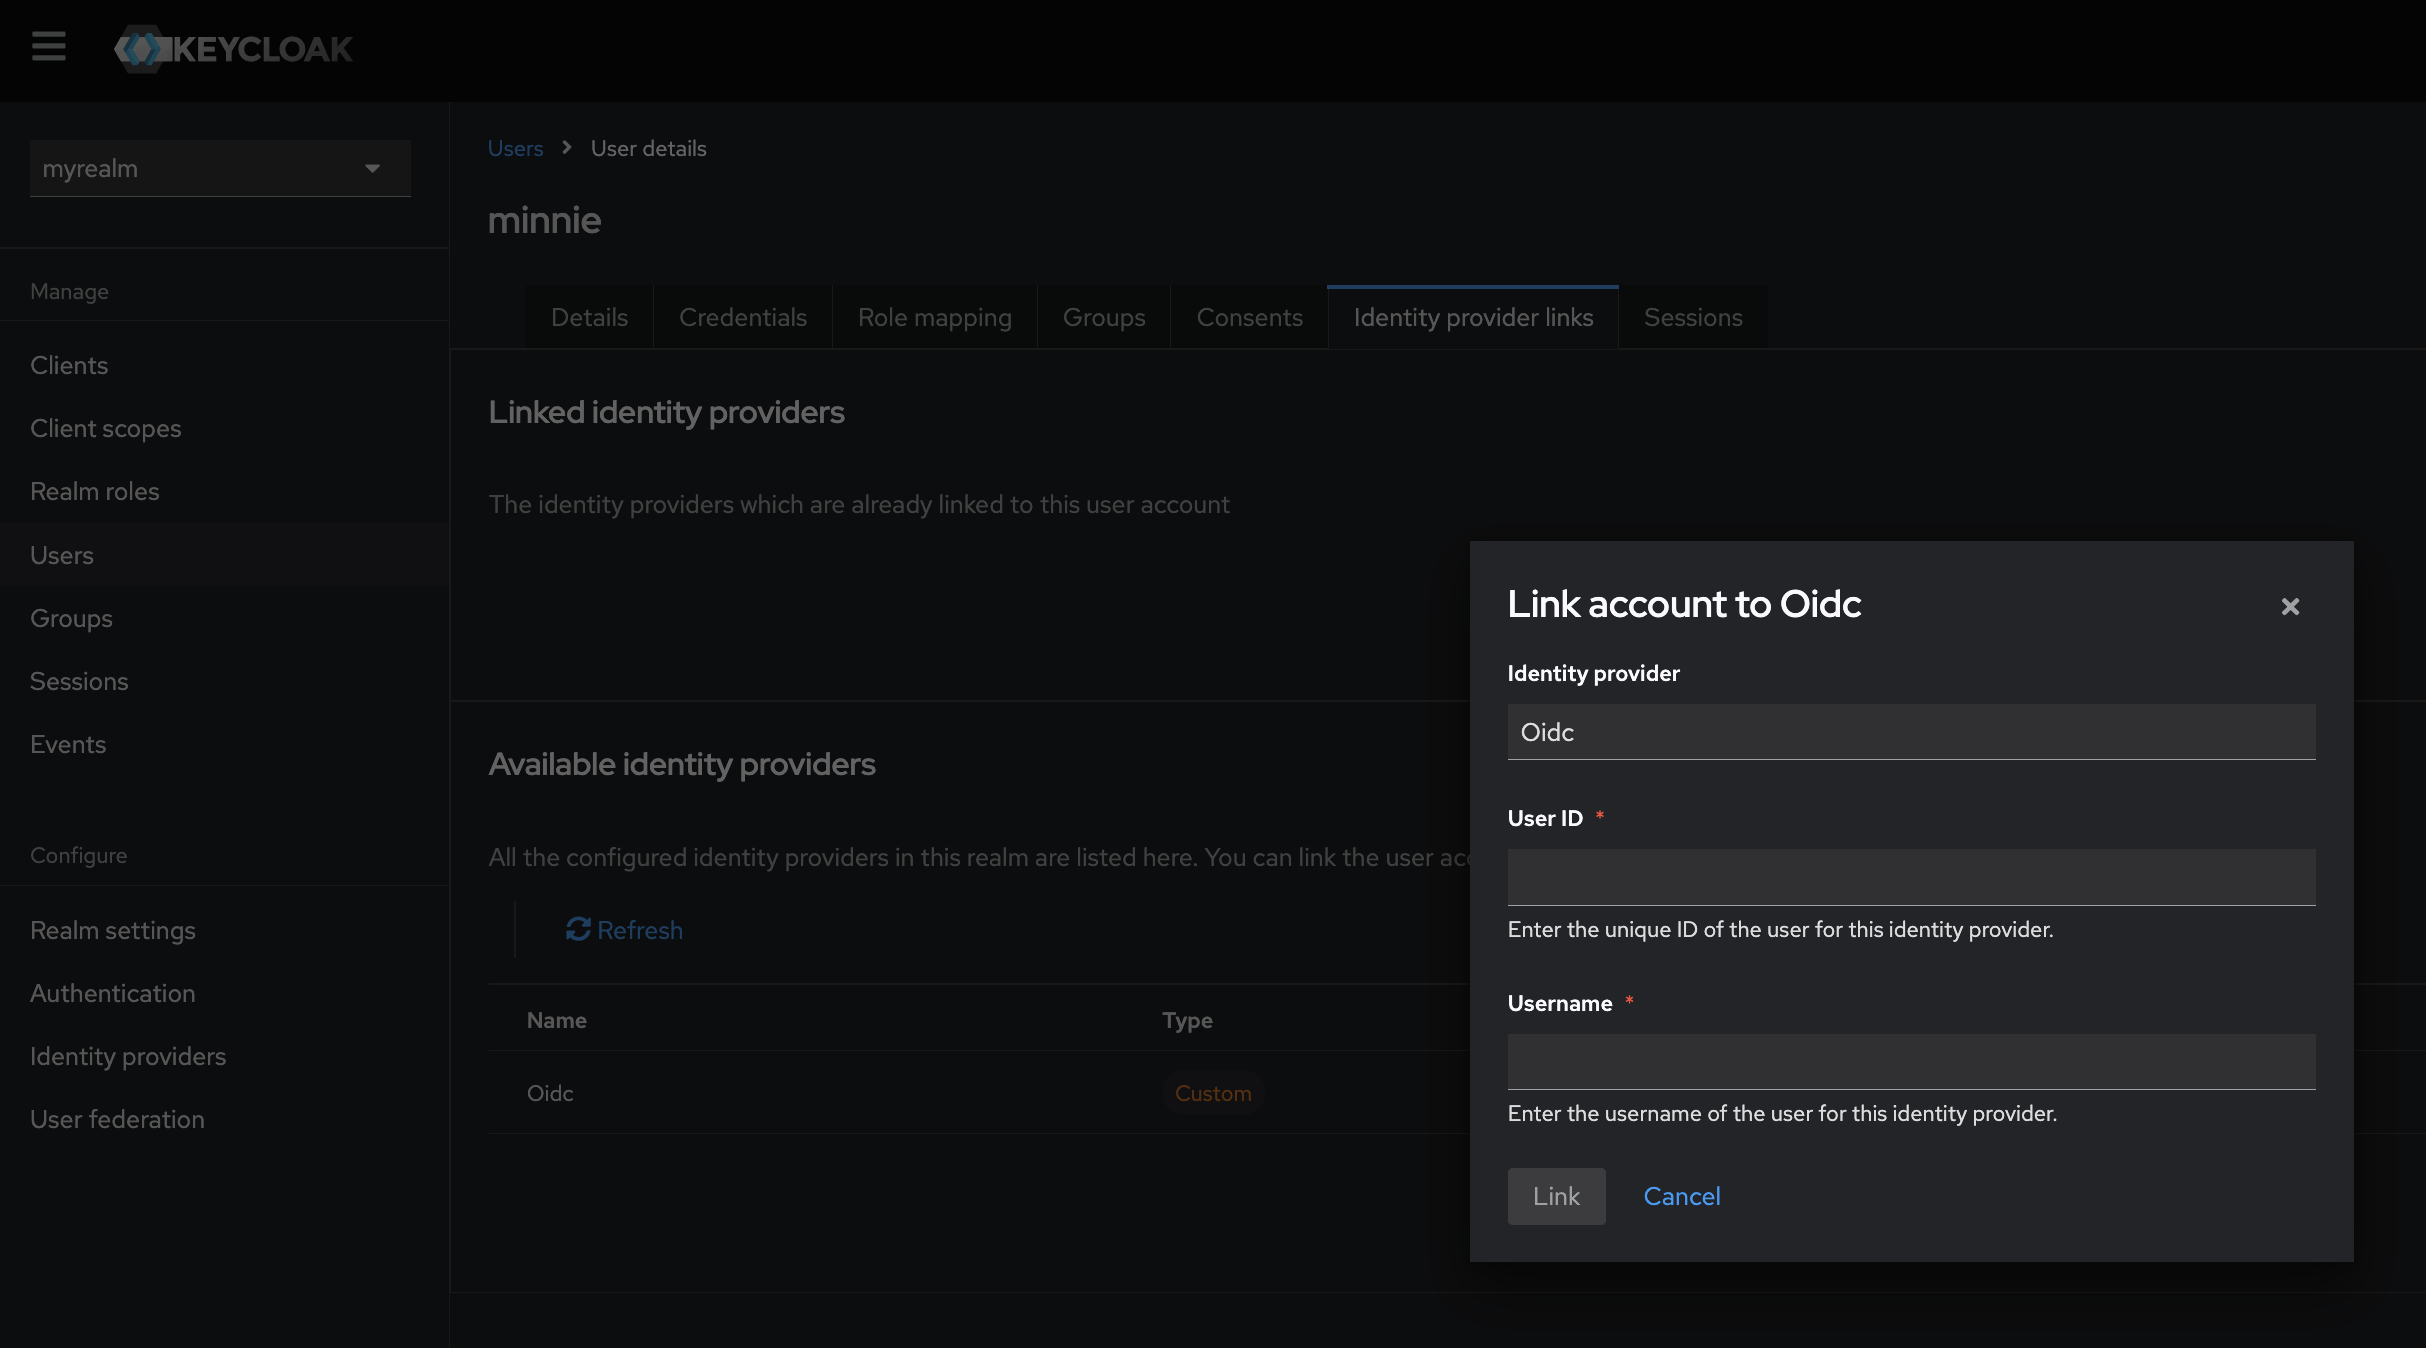 KEYCLOAK
myrealm
Manage
Clients
Client scopes
Realm roles
Users
Groups
Sessions
Events
Configure
Realm settings
Authentication
Identity providers
User federation
Users > User details
minnie
Details Credentials Role mapping Groups Consents Identity provider links Sessions
Linked identity providers
The identity providers which are already linked to this user account
Available identity providers
All the configured identity providers in this realm are listed here. You can link the user
Refresh
Name Type
Oidc Custom
Link account to Oidc
Identity provider
Oidc
User ID *
Enter the unique ID of the user for this identity provider.
Username *
Enter the username of the user for this identity provider.
Link Cancel